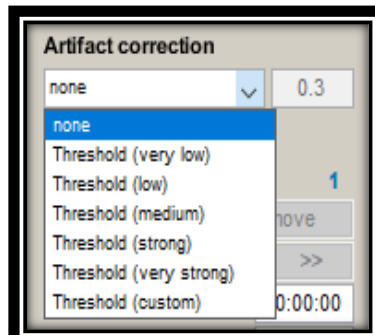 Artifact correction
none 0.3
none
Threshold (very low)
Threshold (low)
1
Threshold (medium)
Threshold (strong)
>>
Threshold (very strong)
Threshold (custom)
0:00:00